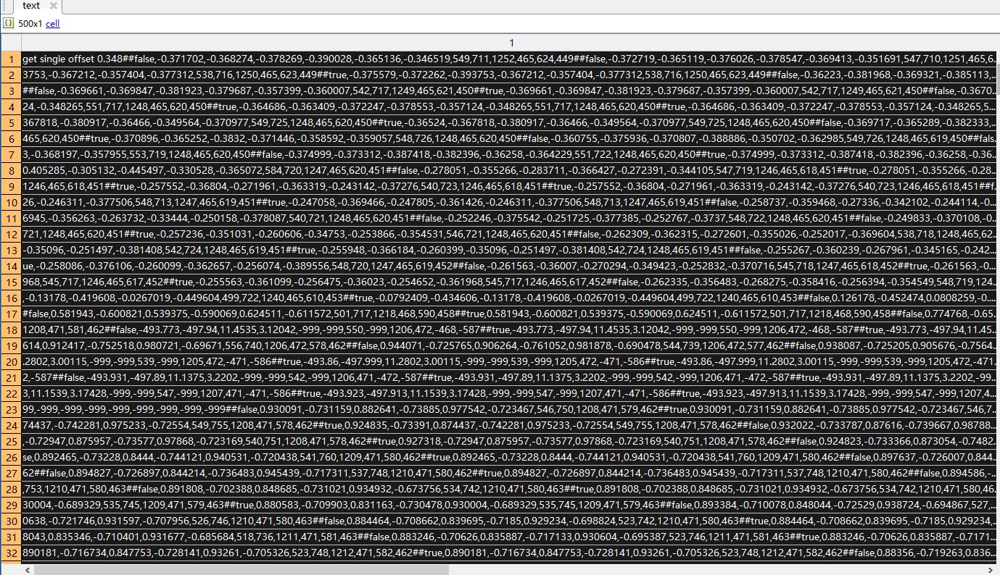 text
{} 500x1 cell
1
1 get single offset 0.348##false,-0.371702,-0.368274,-0.378269,-0.390028,-0.365136,-0.346519,549,711,1252,465,624,449##false,-0.372719,-0.365119,-0.376026,-0.378547,-0.369413,-0.351691,547,710,1251,465,6...
2 3753,-0.367212,-0.357404,-0.377312,538,716,1250,465,623,449##true,-0.375579,-0.372262,-0.393753,-0.367212,-0.357404,-0.377312,538,716,1250,465,623,449##false,-0.36223,-0.381968,-0.369321,-0.385113,...
3 ##false,-0.369661,-0.369847,-0.381923,-0.379687,-0.357399,-0.360007,542,717,1249,465,621,450##true,-0.369661,-0.369847,-0.381923,-0.379687,-0.357399,-0.360007,542,717,1249,465,621,450##false,-0.3670...
4 24,-0.348265,551,717,1248,465,620,450##true,-0.364686,-0.363409,-0.372247,-0.378553,-0.357124,-0.348265,551,717,1248,465,620,450##true,-0.364686,-0.363409,-0.372247,-0.378553,-0.357124,-0.348265,5...
5 367818,-0.380917,-0.36466,-0.349564,-0.370977,549,725,1248,465,620,450##true,-0.36524,-0.367818,-0.380917,-0.36466,-0.349564,-0.370977,549,725,1248,465,620,450##false,-0.369717,-0.365289,-0.382333,...
6 465,620,450##true,-0.370896,-0.365252,-0.3832,-0.371446,-0.358592,-0.359057,548,726,1248,465,620,450##false,-0.360755,-0.375936,-0.370807,-0.388886,-0.350702,-0.362985,549,726,1248,465,619,450##fals...
7 3,-0.368197,-0.357955,553,719,1248,465,620,450##false,-0.374999,-0.373312,-0.387418,-0.382396,-0.36258,-0.364229,551,722,1248,465,620,450##true,-0.374999,-0.373312,-0.387418,-0.382396,-0.36258,-0.36...
8 0.405285,-0.305132,-0.445497,-0.330528,-0.365072,584,720,1247,465,620,451##false,-0.278051,-0.355266,-0.283711,-0.366427,-0.272391,-0.344105,547,719,1246,465,618,451##true,-0.278051,-0.355266,-0.28...
9 1246,465,618,451##true,-0.257552,-0.36804,-0.271961,-0.363319,-0.243142,-0.37276,540,723,1246,465,618,451##true,-0.257552,-0.36804,-0.271961,-0.363319,-0.243142,-0.37276,540,723,1246,465,618,451##f...
10 26,-0.246311,-0.377506,548,713,1247,465,619,451##true,-0.247058,-0.369466,-0.247805,-0.361426,-0.246311,-0.377506,548,713,1247,465,619,451##false,-0.258737,-0.359468,-0.27336,-0.342102,-0.244114,-0...
11 6945,-0.356263,-0.263732,-0.33444,-0.250158,-0.378087,540,721,1248,465,620,451##false,-0.252246,-0.375542,-0.251725,-0.377385,-0.252767,-0.3737,548,722,1248,465,620,451##false,-0.249833,-0.370108,-0...
12 721,1248,465,620,451##true,-0.257236,-0.351031,-0.260606,-0.34753,-0.253866,-0.354531,546,721,1248,465,620,451##false,-0.262309,-0.362315,-0.272601,-0.355026,-0.252017,-0.369604,538,718,1248,465,62...
13 -0.35096,-0.251497,-0.381408,542,724,1248,465,619,451##true,-0.255948,-0.366184,-0.260399,-0.35096,-0.251497,-0.381408,542,724,1248,465,619,451##false,-0.255267,-0.360239,-0.267961,-0.345165,-0.242...
14 ue,-0.258086,-0.376106,-0.260099,-0.362657,-0.256074,-0.389556,548,720,1247,465,619,452##false,-0.261563,-0.36007,-0.270294,-0.349423,-0.252832,-0.370716,545,718,1247,465,618,452##true,-0.261563,-0...
15 968,545,717,1246,465,617,452##true,-0.255563,-0.361099,-0.256475,-0.36023,-0.254652,-0.361968,545,717,1246,465,617,452##false,-0.262335,-0.356483,-0.268275,-0.358416,-0.256394,-0.354549,548,719,124...
16 ,-0.13178,-0.419608,-0.0267019,-0.449604,499,722,1240,465,610,453##true,-0.0792409,-0.434606,-0.13178,-0.419608,-0.0267019,-0.449604,499,722,1240,465,610,453##false,0.126178,-0.452474,0.0808259,-0....
17 #false,0.581943,-0.600821,0.539375,-0.590069,0.624511,-0.611572,501,717,1218,468,590,458##true,0.581943,-0.600821,0.539375,-0.590069,0.624511,-0.611572,501,717,1218,468,590,458##false,0.774768,-0.65...
18 1208,471,581,462##false,-493.773,-497.94,11.4535,3.12042,-999,-999,550,-999,1206,472,-468,-587##true,-493.773,-497.94,11.4535,3.12042,-999,-999,550,-999,1206,472,-468,-587##true,-493.773,-497.94,11.45...
19 614,0.912417,-0.752518,0.980721,-0.69671,556,740,1206,472,578,462##false,0.944071,-0.725765,0.906264,-0.761052,0.981878,-0.690478,544,739,1206,472,577,462##false,0.938087,-0.725205,0.905676,-0.7564...
20 .2802,3.00115,-999,-999,539,-999,1205,472,-471,-586##true,-493.86,-497.999,11.2802,3.00115,-999,-999,539,-999,1205,472,-471,-586##true,-493.86,-497.999,11.2802,3.00115,-999,-999,539,-999,1205,472,-471...
21 2,-587##false,-493.931,-497.89,11.1375,3.2202,-999,-999,542,-999,1206,471,-472,-587##true,-493.931,-497.89,11.1375,3.2202,-999,-999,542,-999,1206,471,-472,-587##true,-493.931,-497.89,11.1375,3.2202,-99...
22 3,11.1539,3.17428,-999,-999,547,-999,1207,471,-471,-586##true,-493.923,-497.913,11.1539,3.17428,-999,-999,547,-999,1207,471,-471,-586##true,-493.923,-497.913,11.1539,3.17428,-999,-999,547,-999,1207,4...
23 99,-999,-999,-999,-999,-999,-999,-999##false,0.930091,-0.731159,0.882641,-0.73885,0.977542,-0.723467,546,750,1208,471,579,462##true,0.930091,-0.731159,0.882641,-0.73885,0.977542,-0.723467,546,7...
24 74437,-0.742281,0.975233,-0.72554,549,755,1208,471,578,462##true,0.924835,-0.73391,0.874437,-0.742281,0.975233,-0.72554,549,755,1208,471,578,462##false,0.932022,-0.733787,0.87616,-0.739667,0.98788...
25 ,-0.72947,0.875957,-0.73577,0.97868,-0.723169,540,751,1208,471,578,462##true,0.927318,-0.72947,0.875957,-0.73577,0.97868,-0.723169,540,751,1208,471,578,462##false,0.924823,-0.733366,0.873054,-0.7482...
26 se,0.892465,-0.73228,0.8444,-0.744121,0.940531,-0.720438,541,760,1209,471,580,462##true,0.892465,-0.73228,0.8444,-0.744121,0.940531,-0.720438,541,760,1209,471,580,462##false,0.897637,-0.726007,0.844...
27 62##false,0.894827,-0.726897,0.844214,-0.736483,0.945439,-0.717311,537,748,1210,471,580,462##true,0.894827,-0.726897,0.844214,-0.736483,0.945439,-0.717311,537,748,1210,471,580,462##false,0.894586,-...
28 ,753,1210,471,580,463##false,0.891808,-0.702388,0.848685,-0.731021,0.934932,-0.673756,534,742,1210,471,580,463##true,0.891808,-0.702388,0.848685,-0.731021,0.934932,-0.673756,534,742,1210,471,580,46...
29 30004,-0.689329,535,745,1209,471,579,463##true,0.880583,-0.709903,0.831163,-0.730478,0.930004,-0.689329,535,745,1209,471,579,463##false,0.893384,-0.710078,0.848044,-0.72529,0.938724,-0.694867,527,...
30 0638,-0.721746,0.931597,-0.707956,526,746,1210,471,580,463##false,0.884464,-0.708662,0.839695,-0.7185,0.929234,-0.698824,523,742,1210,471,580,463##true,0.884464,-0.708662,0.839695,-0.7185,0.929234,...
31 8043,0.835346,-0.710401,0.931677,-0.685684,518,736,1211,471,581,463##false,0.883246,-0.70626,0.835887,-0.717133,0.930604,-0.695387,523,746,1211,471,581,463##true,0.883246,-0.70626,0.835887,-0.7171...
32 890181,-0.716734,0.847753,-0.728141,0.93261,-0.705326,523,748,1212,471,582,462##true,0.890181,-0.716734,0.847753,-0.728141,0.93261,-0.705326,523,748,1212,471,582,462##false,0.88356,-0.719263,0.836...